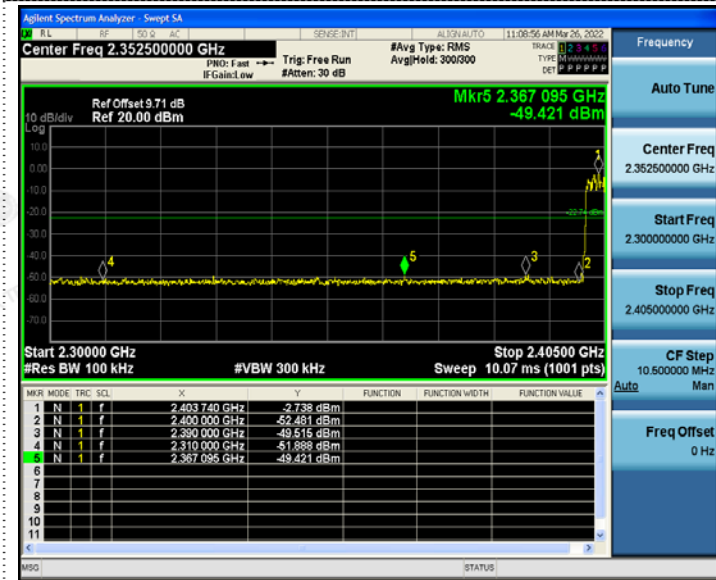 Agilent Spectrum Analyzer - Swept SA
RL RF 50 Ω AC SENSE:INT ALIGN AUTO 11:08:56 AM Mar 26, 2022
Center Freq 2.352500000 GHz
PNO: Fast
IFGain:Low
Trig: Free Run
#Atten: 30 dB
#Avg Type: RMS
Avg|Hold: 300/300
TRACE 1 2 3 4 5 6
TYPE MWWWWW
DET P P P P P P
Ref Offset 9.71 dB
Ref 20.00 dBm
10 dB/div
Log
Mkr5 2.367 095 GHz
-49.421 dBm
10.0
0.00
-10.0
-20.0
-30.0
-40.0
-50.0
-60.0
-70.0
1
-22.74 dBm
4
5
3
2
Start 2.30000 GHz
#Res BW 100 kHz
#VBW 300 kHz
Stop 2.40500 GHz
Sweep 10.07 ms (1001 pts)
MKR MODE TRC SCL X Y FUNCTION FUNCTION WIDTH FUNCTION VALUE
1 N 1 f 2.403 740 GHz -2.738 dBm
2 N 1 f 2.400 000 GHz -52.481 dBm
3 N 1 f 2.390 000 GHz -49.515 dBm
4 N 1 f 2.310 000 GHz -51.888 dBm
5 N 1 f 2.367 095 GHz -49.421 dBm
6
7
8
9
10
11
MSG STATUS
Frequency
Auto Tune
Center Freq
2.352500000 GHz
Start Freq
2.300000000 GHz
Stop Freq
2.405000000 GHz
CF Step
10.500000 MHz
Auto Man
Freq Offset
0 Hz